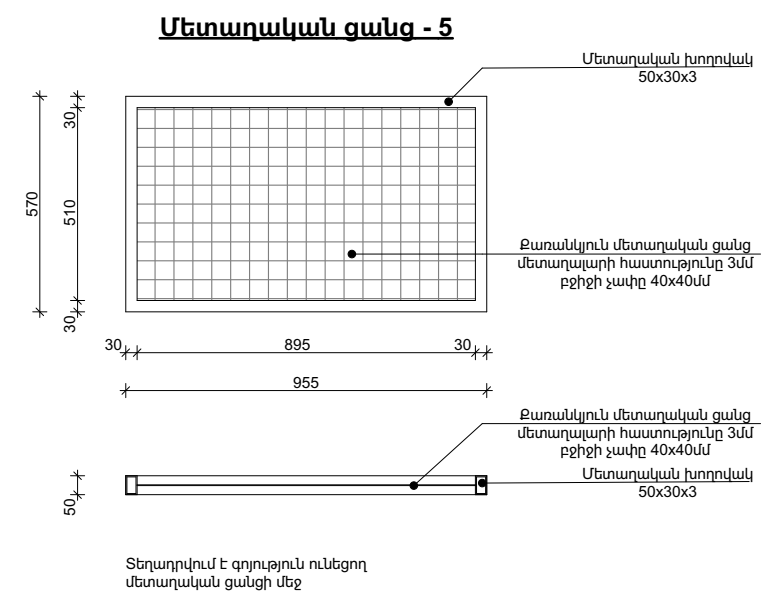 Մետաղական ցանց - 5
Մետաղական խողովակ
50x30x3
30
570
510
Քառանկյուն մետաղական ցանց
մետաղալարի հաստությունը 3մմ
բջիջի չափը 40x40մմ
30
30
895
30
955
Քառանկյուն մետաղական ցանց
մետաղալարի հաստությունը 3մմ
բջիջի չափը 40x40մմ
Մետաղական խողովակ
50x30x3
50
Տեղադրվում է գոյություն ունեցող
մետաղական ցանցի մեջ